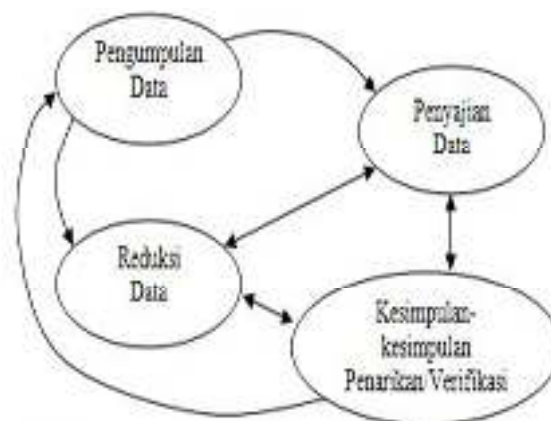 Pengumpulan
Data
Penyajian
Data
Reduksi
Data
Kesimpulan-
kesimpulan
Penarikan/Verifikasi